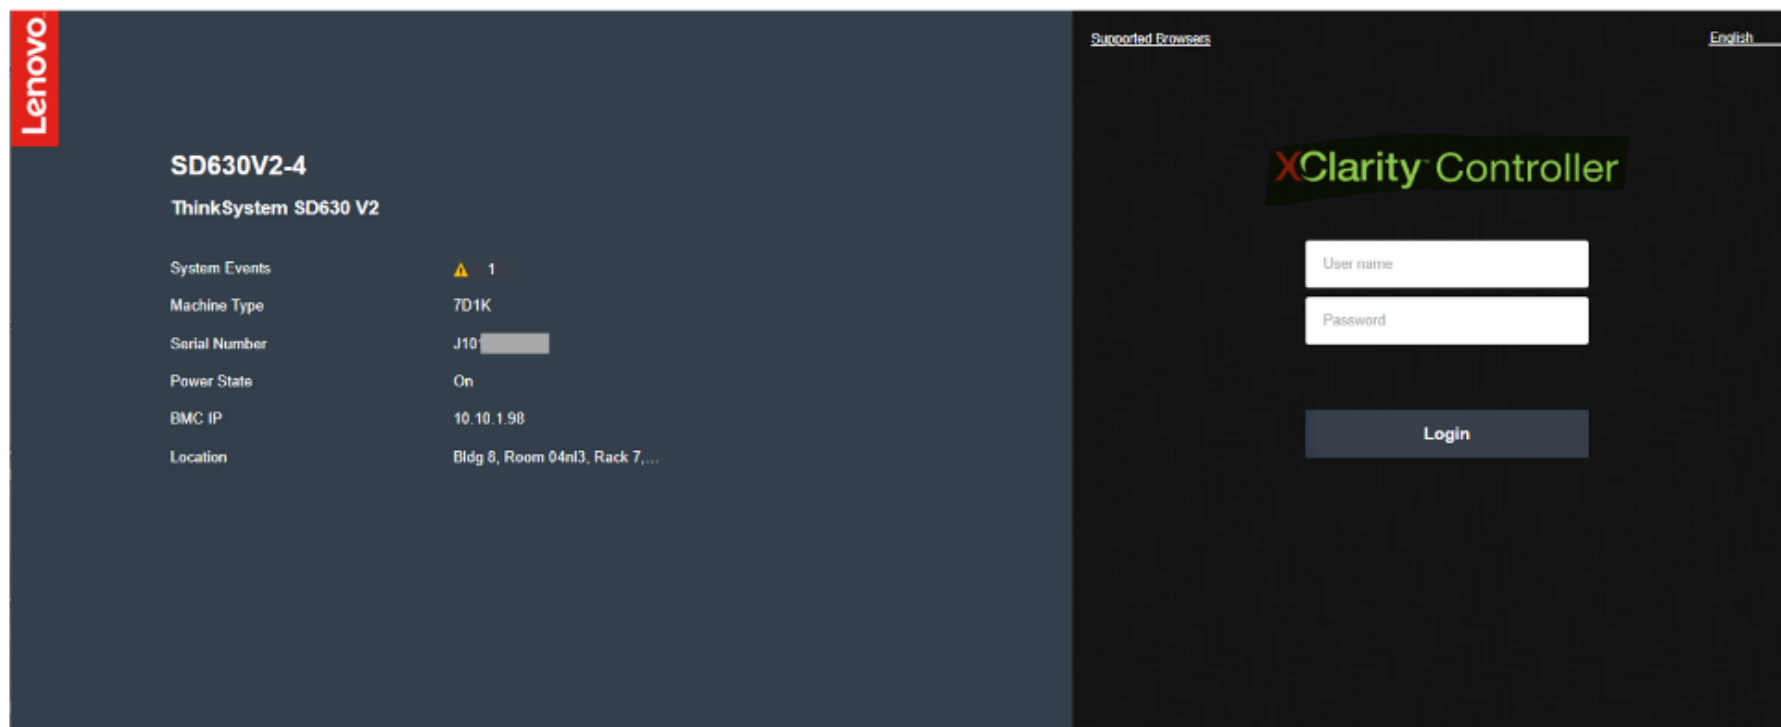 Lenovo.
SD630V2-4
ThinkSystem SD630 V2
System Events 1
Machine Type 7D1K
Serial Number J101
Power State On
BMC IP 10.10.1.98
Location Bldg 8, Room 04nl3, Rack 7,...
Supported Browsers
English
XClarity™ Controller
User name
Password
Login